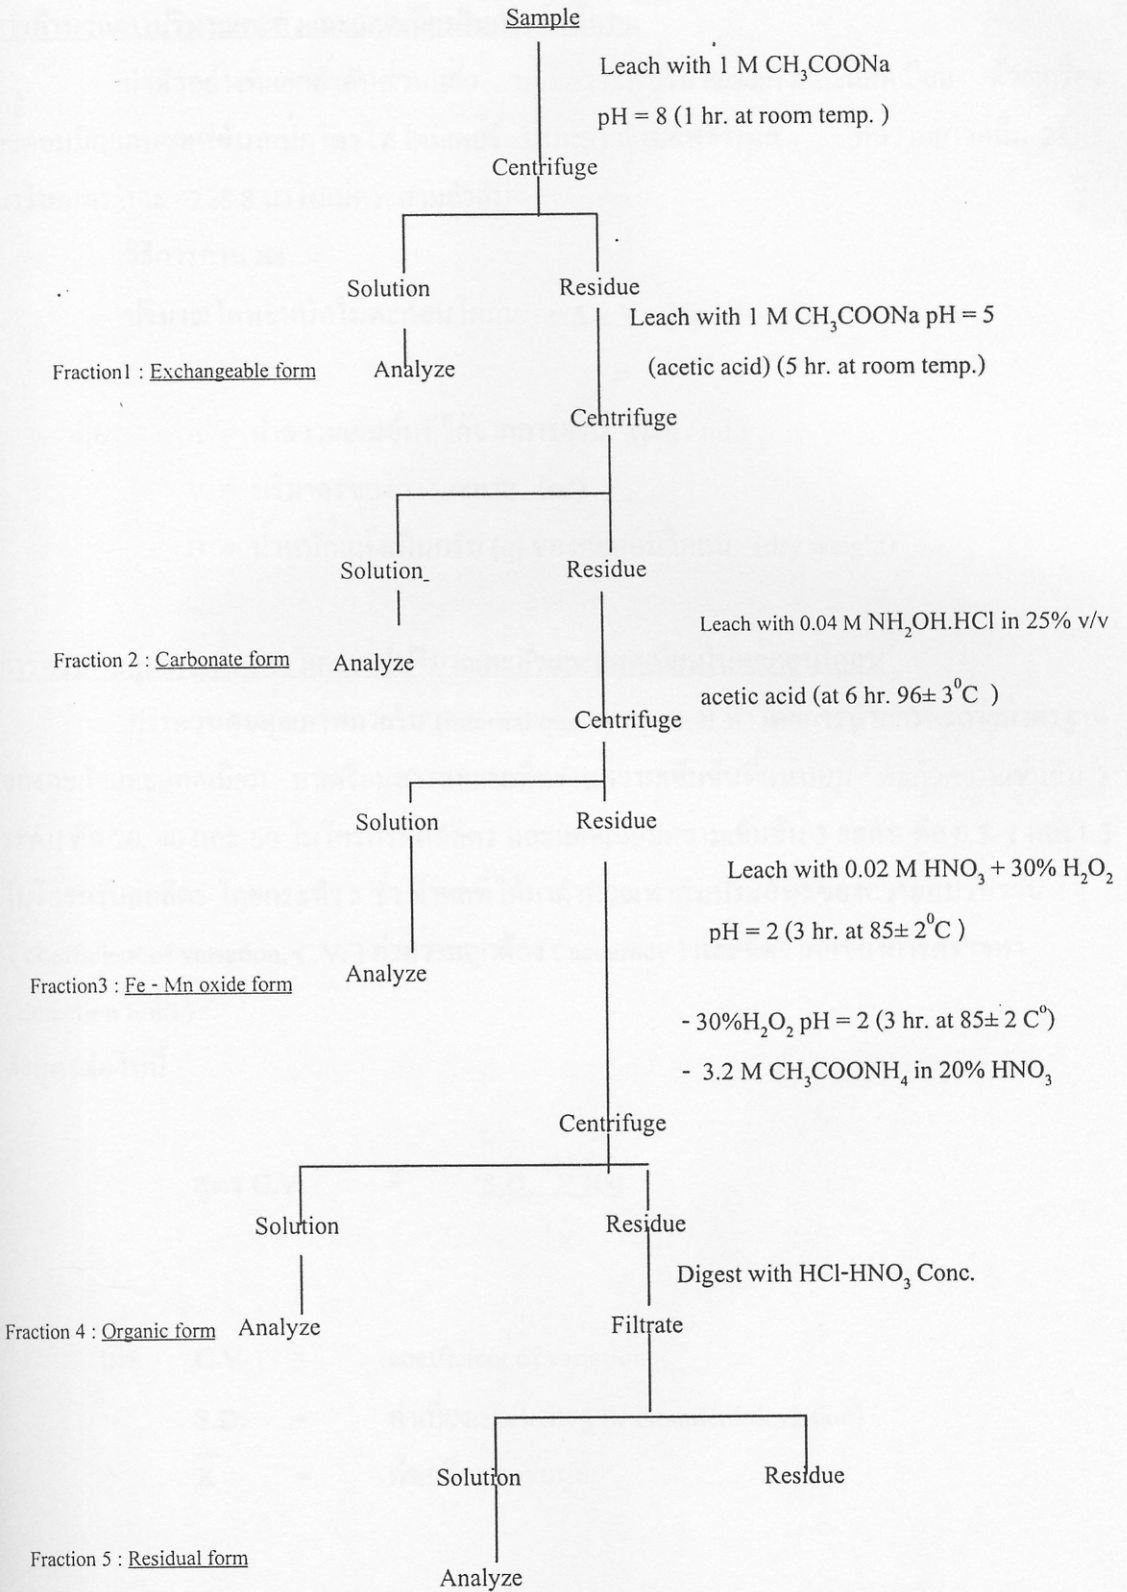 Sample
Leach with 1 M CH₃COONa
pH = 8 (1 hr. at room temp. )
Centrifuge
Solution
Residue
Leach with 1 M CH₃COONa pH = 5
Fraction1 : Exchangeable form
Analyze
(acetic acid) (5 hr. at room temp.)
Centrifuge
Solution
Residue
Leach with 0.04 M NH₂OH.HCl in 25% v/v
Fraction 2 : Carbonate form
Analyze
acetic acid (at 6 hr. 96± 3⁰C )
Centrifuge
Solution
Residue
Leach with 0.02 M HNO₃ + 30% H₂O₂
pH = 2 (3 hr. at 85± 2⁰C )
Fraction3 : Fe - Mn oxide form
Analyze
- 30%H₂O₂ pH = 2 (3 hr. at 85± 2 C⁰)
- 3.2 M CH₃COONH₄ in 20% HNO₃
Centrifuge
Solution
Residue
Digest with HCl-HNO₃ Conc.
Fraction 4 : Organic form
Analyze
Filtrate
Solution
Residue
Fraction 5 : Residual form
Analyze